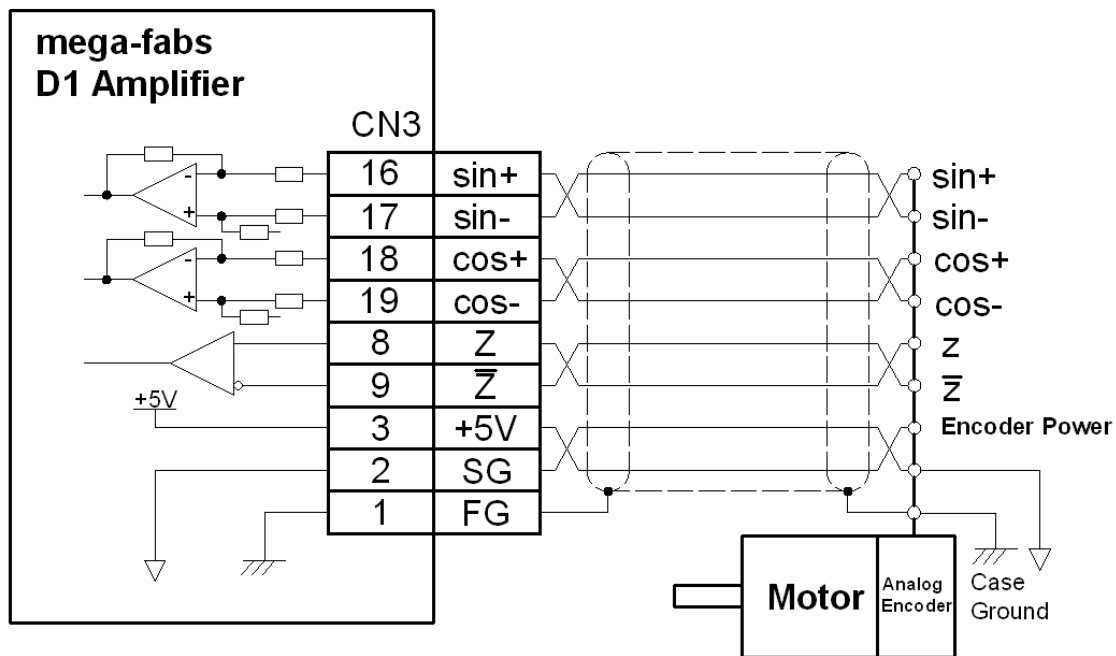 mega-fabs
D1 Amplifier
CN3
16 sin+ sin+
17 sin- sin-
18 cos+ cos+
19 cos- cos-
8 Z z
9 Z̅ z̅
+5V
3 +5V Encoder Power
2 SG
1 FG
- +
- +
Motor
Analog
Encoder
Case
Ground